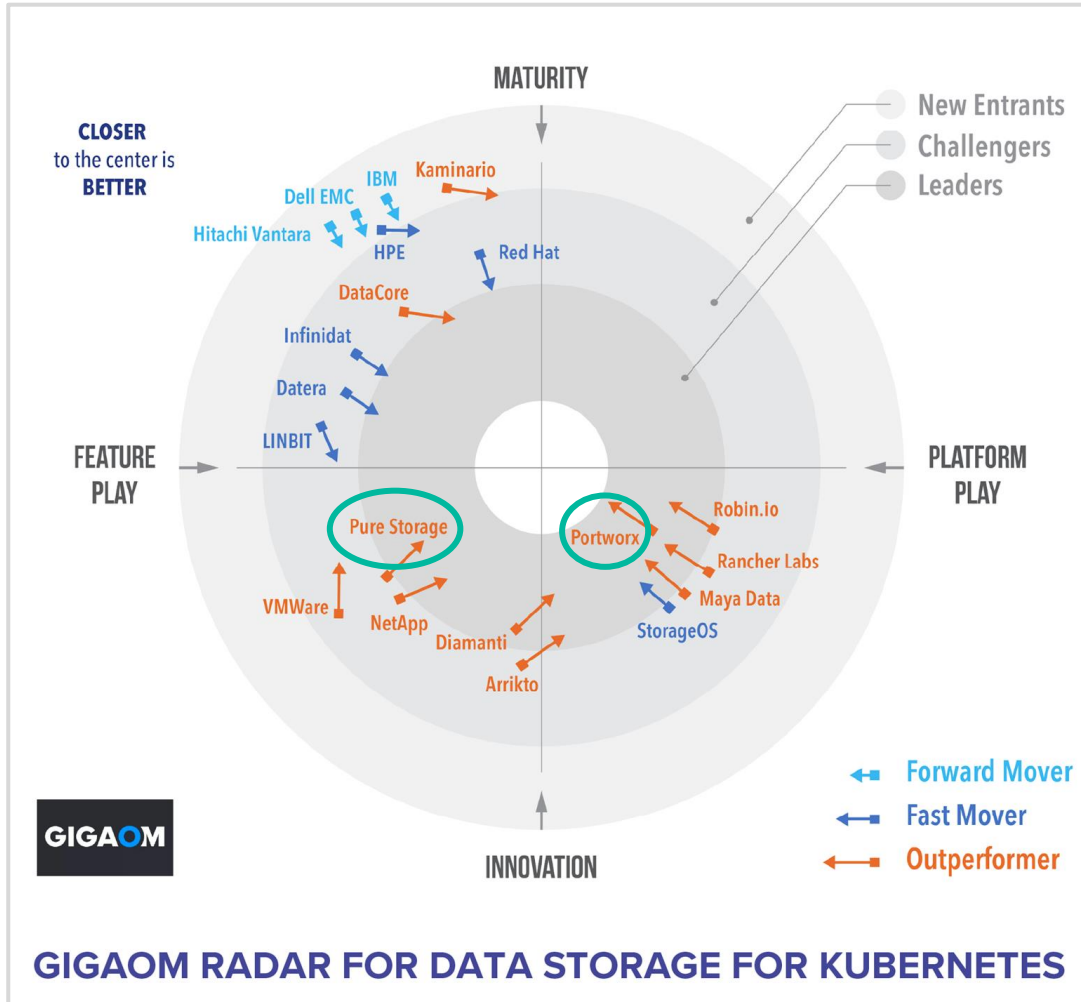 MATURITY
New Entrants
Challengers
Leaders
CLOSER
to the center is
BETTER
Kaminario
IBM
Dell EMC
Hitachi Vantara
HPE
Red Hat
DataCore
Infinidat
Datera
LINBIT
FEATURE
PLAY
PLATFORM
PLAY
Pure Storage
Portworx
Robin.io
Rancher Labs
Maya Data
StorageOS
VMWare
NetApp
Diamanti
Arrikto
Forward Mover
Fast Mover
Outperformer
GIGAOM
INNOVATION
GIGAOM RADAR FOR DATA STORAGE FOR KUBERNETES